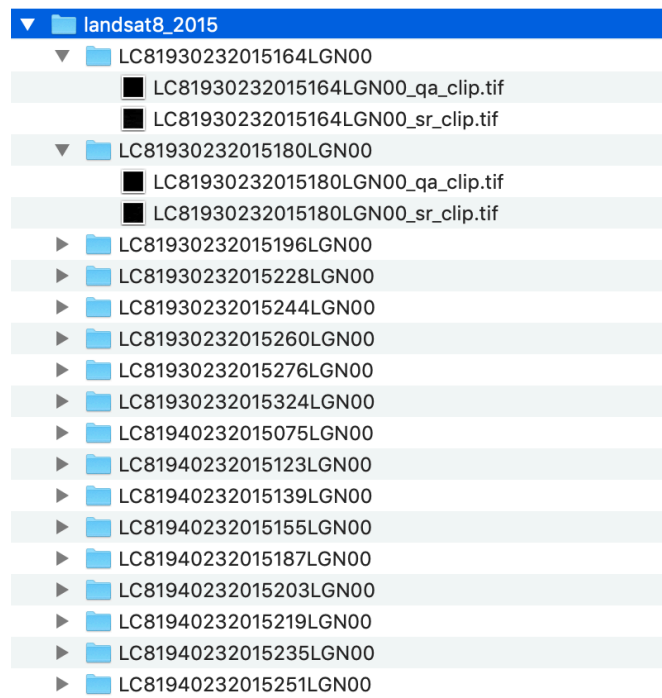 landsat8_2015
LC81930232015164LGN00
LC81930232015164LGN00_qa_clip.tif
LC81930232015164LGN00_sr_clip.tif
LC81930232015180LGN00
LC81930232015180LGN00_qa_clip.tif
LC81930232015180LGN00_sr_clip.tif
LC81930232015196LGN00
LC81930232015228LGN00
LC81930232015244LGN00
LC81930232015260LGN00
LC81930232015276LGN00
LC81930232015324LGN00
LC81940232015075LGN00
LC81940232015123LGN00
LC81940232015139LGN00
LC81940232015155LGN00
LC81940232015187LGN00
LC81940232015203LGN00
LC81940232015219LGN00
LC81940232015235LGN00
LC81940232015251LGN00